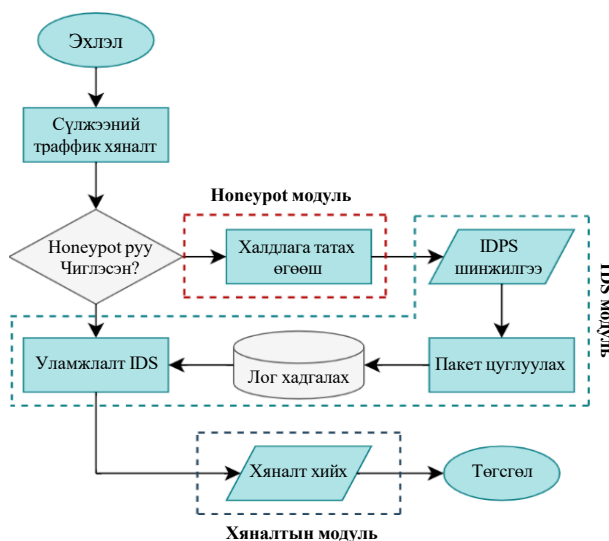 Эхлэл
Сүлжээний
траффик хяналт
Honeypot модуль
Honeypot руу
Чиглэсэн?
Халдлага татах
өгөөш
IDPS
шинжилгээ
IDS модуль
Уламжлалт IDS
Лог хадгалах
Пакет цуглуулах
Хяналт хийх
Төгсгөл
Хяналтын модуль